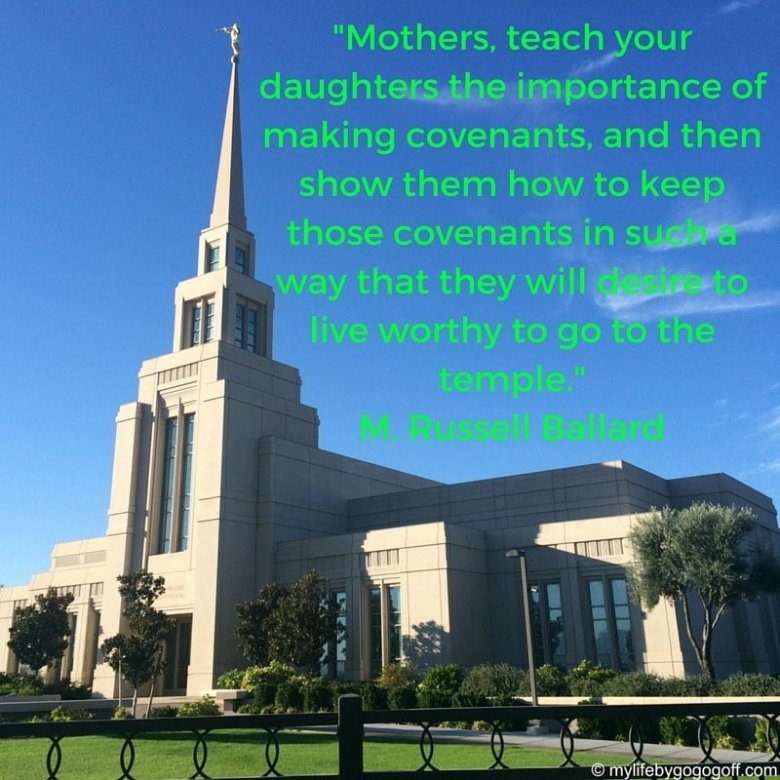 "Mothers, teach your
daughters the importance of
making covenants, and then
show them how to keep
those covenants in such a
way that they will desire to
live worthy to go to the
temple."
M. Russell Ballard
© mylifebygogogoff.com